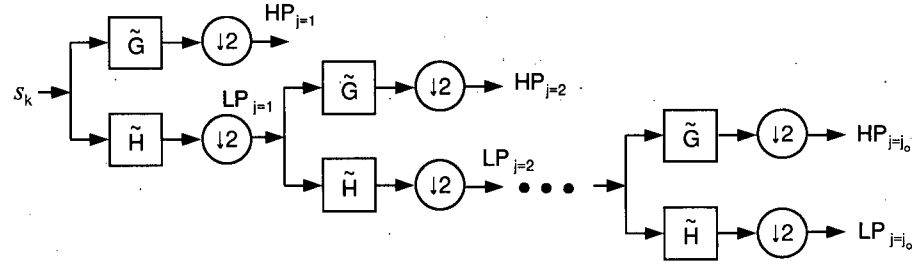 HP_{j=1}
G̃ ↓2
s_k
LP_{j=1}
H̃ ↓2
G̃ ↓2 HP_{j=2}
LP_{j=2}
H̃ ↓2 • • •
G̃ ↓2 HP_{j=j_o}
H̃ ↓2 LP_{j=j_o}